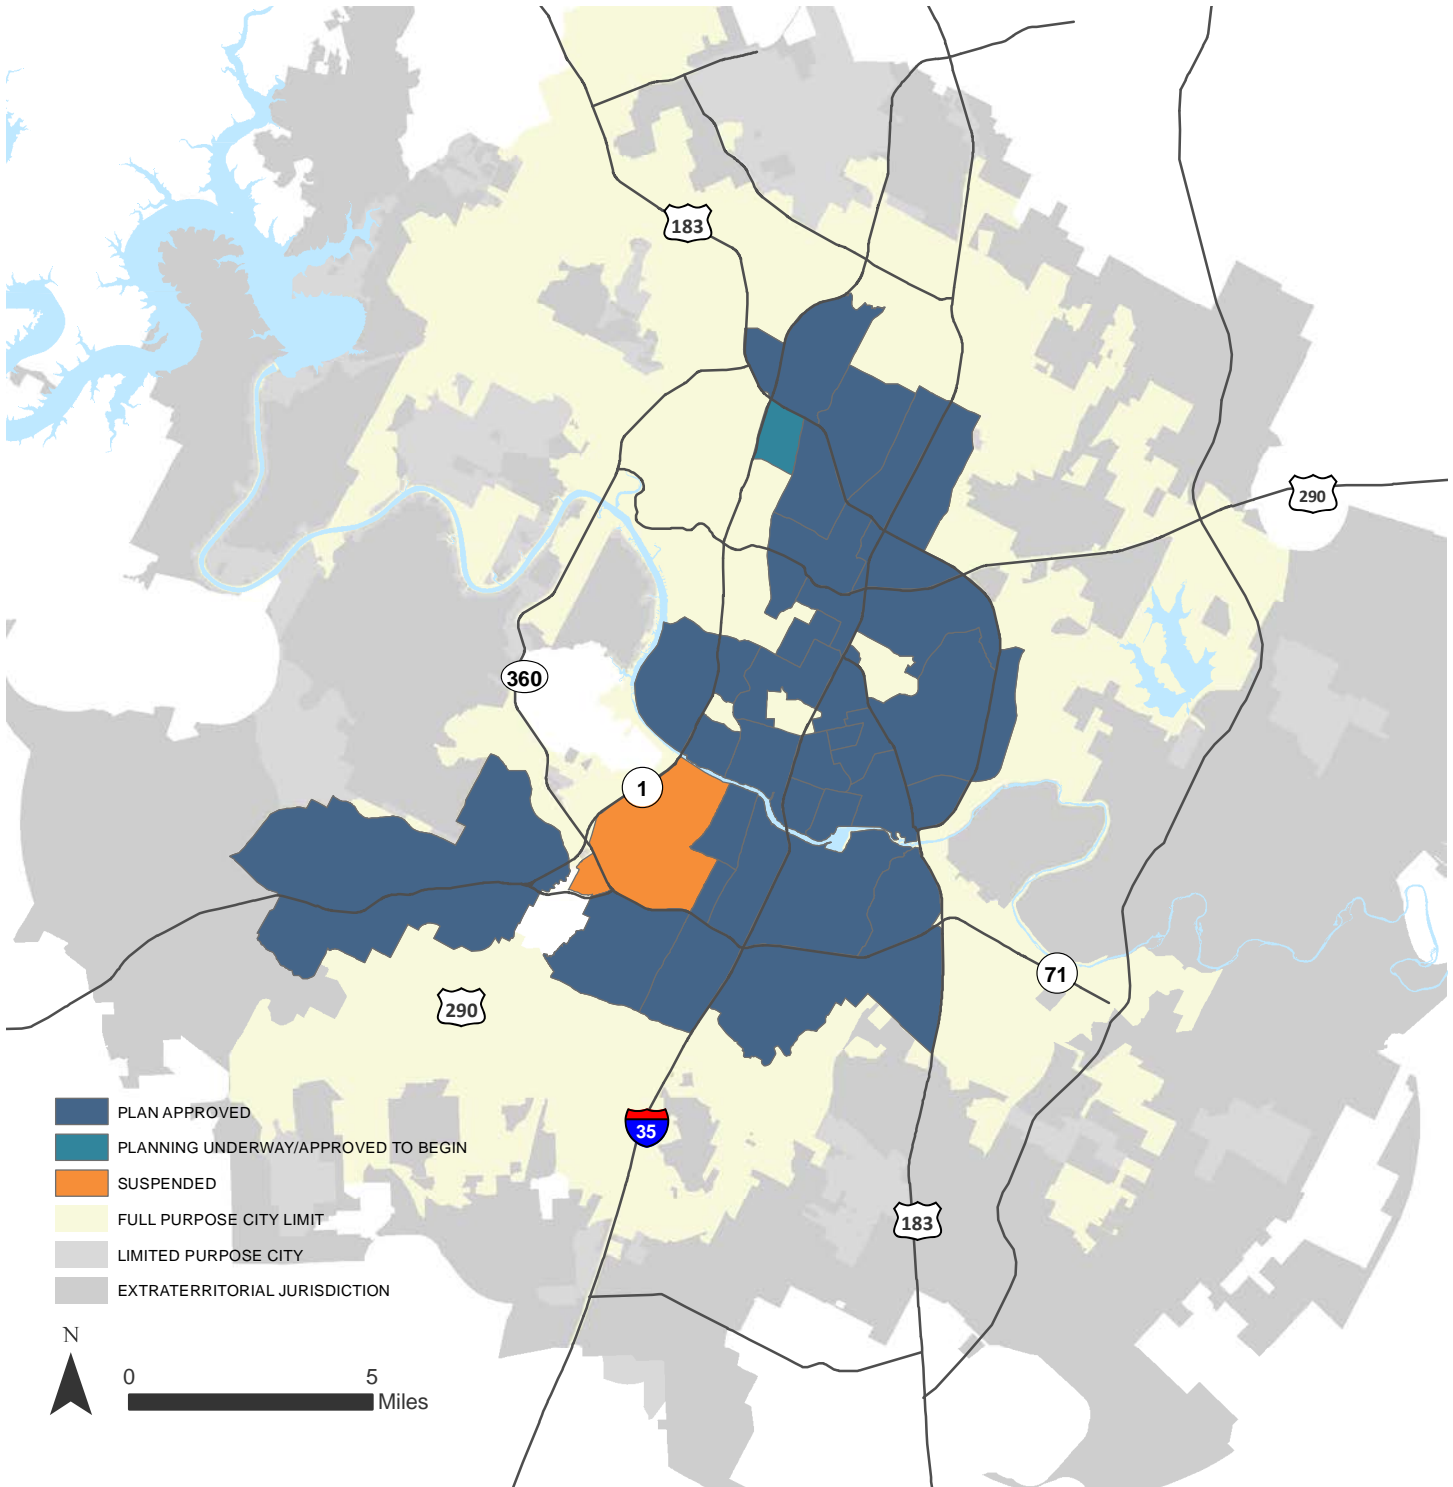 183
290
360
1
71
290
35
183
PLAN APPROVED
PLANNING UNDERWAY/APPROVED TO BEGIN
SUSPENDED
FULL PURPOSE CITY LIMIT
LIMITED PURPOSE CITY
EXTRATERRITORIAL JURISDICTION
N
0 5
Miles